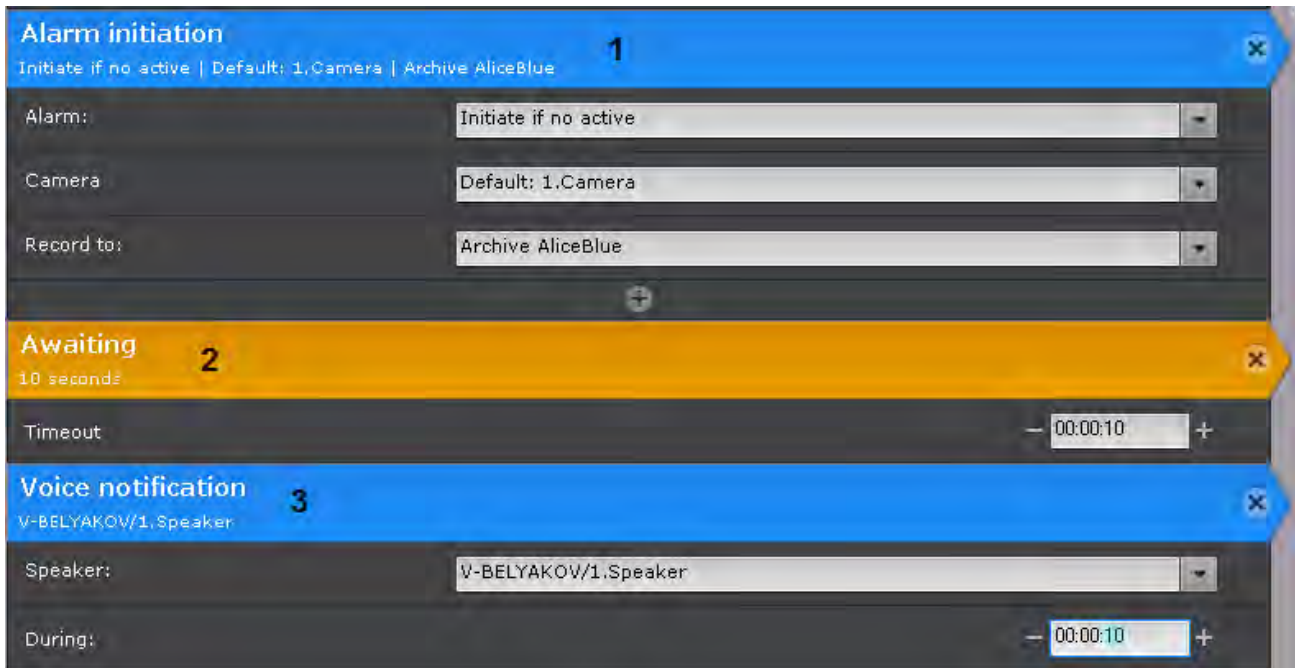 Alarm initiation
1
Initiate if no active | Default: 1.Camera | Archive AliceBlue
Alarm: Initiate if no active
Camera Default: 1.Camera
Record to: Archive AliceBlue
Awaiting
2
10 seconds
Timeout 00:00:10
Voice notification
3
V-BELYAKOV/1.Speaker
Speaker: V-BELYAKOV/1.Speaker
During: 00:00:10